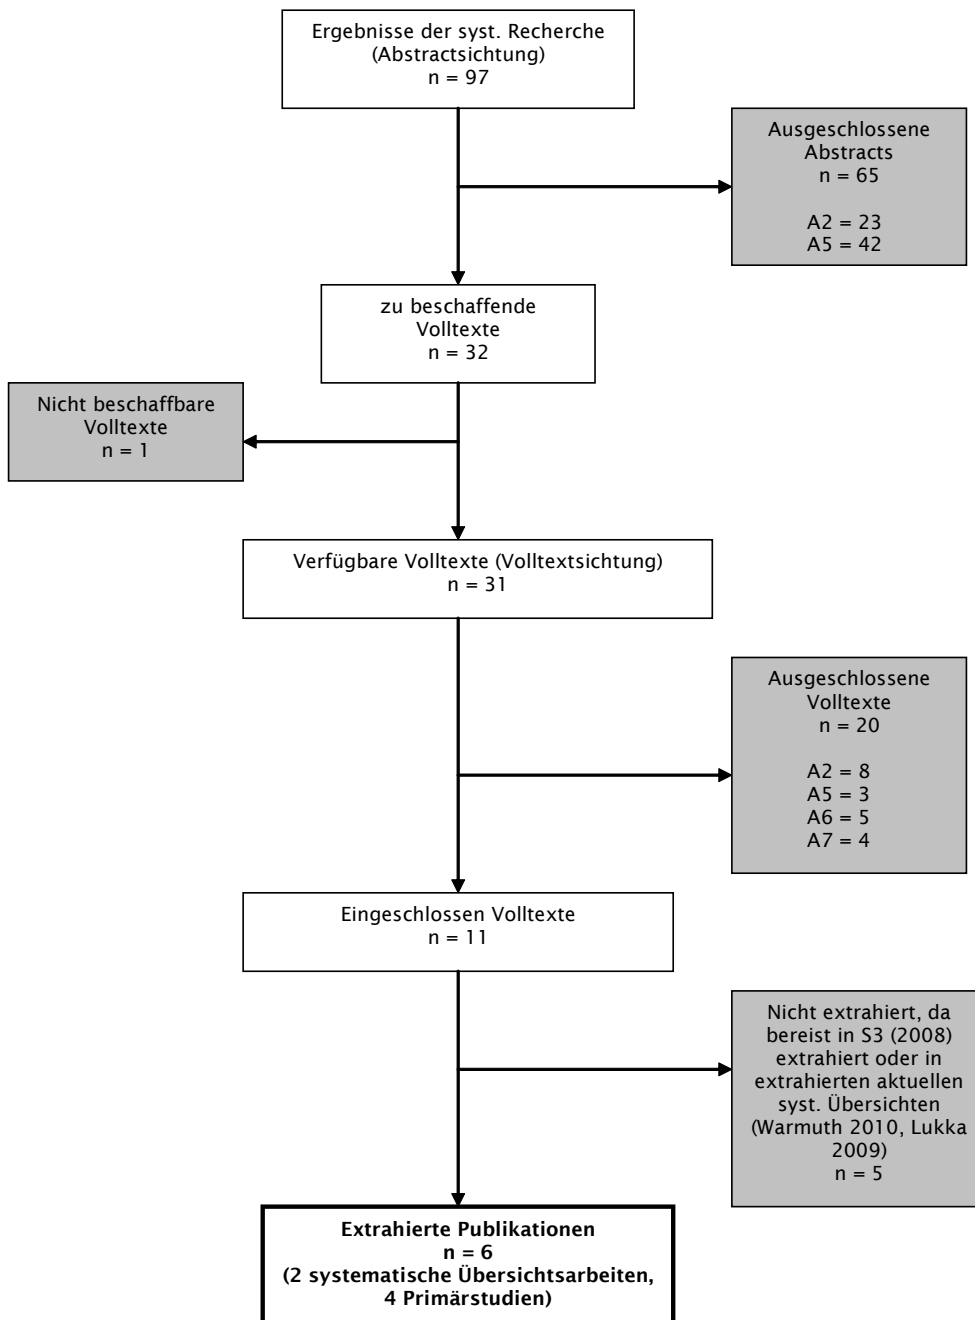 Ergebnisse der syst. Recherche
(Abstractsichtung)
n = 97
Ausgeschlossene
Abstracts
n = 65
A2 = 23
A5 = 42
zu beschaffende
Volltexte
n = 32
Nicht beschaffbare
Volltexte
n = 1
Verfügbare Volltexte (Volltextsichtung)
n = 31
Ausgeschlossene
Volltexte
n = 20
A2 = 8
A5 = 3
A6 = 5
A7 = 4
Eingeschlossen Volltexte
n = 11
Nicht extrahiert, da
bereist in S3 (2008)
extrahiert oder in
extrahierten aktuellen
syst. Übersichten
(Warmuth 2010, Lukka
2009)
n = 5
Extrahierte Publikationen
n = 6
(2 systematische Übersichtsarbeiten,
4 Primärstudien)